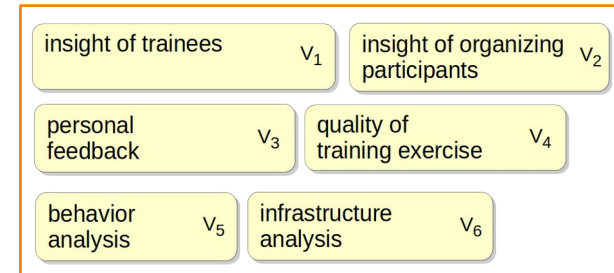 insight of trainees V1
insight of organizing V2
participants
personal V3
feedback
quality of V4
training exercise
behavior V5
analysis
infrastructure V6
analysis